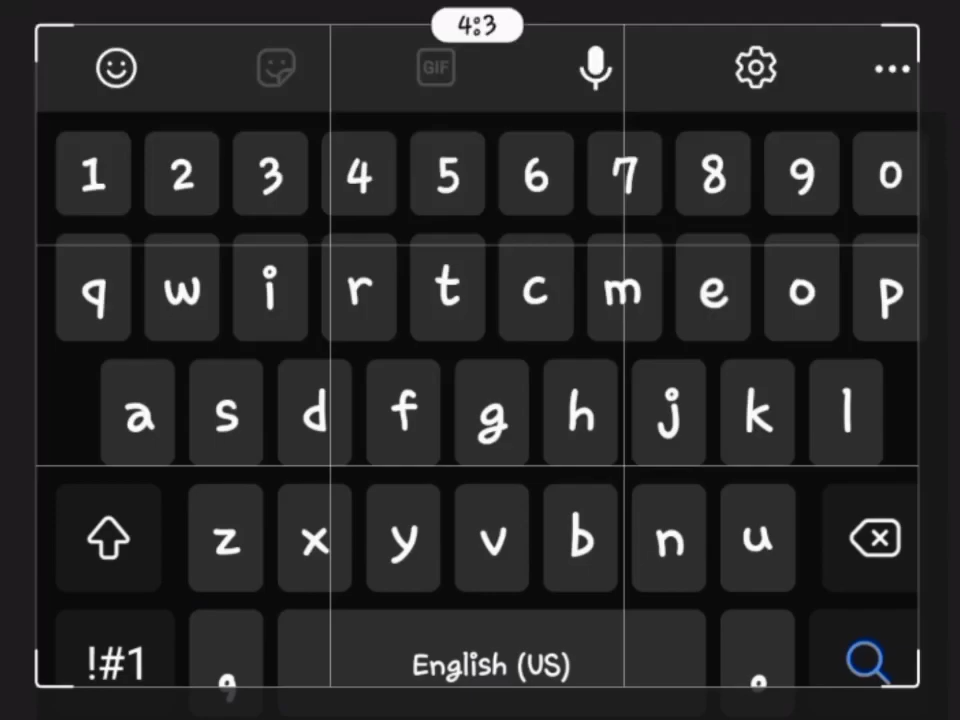 4:3
GIF
1 2 3 4 5 6 7 8 9 0
q w i r t c m e o p
a s d f g h j k l
z x y v b n u
!#1 , English (US) .